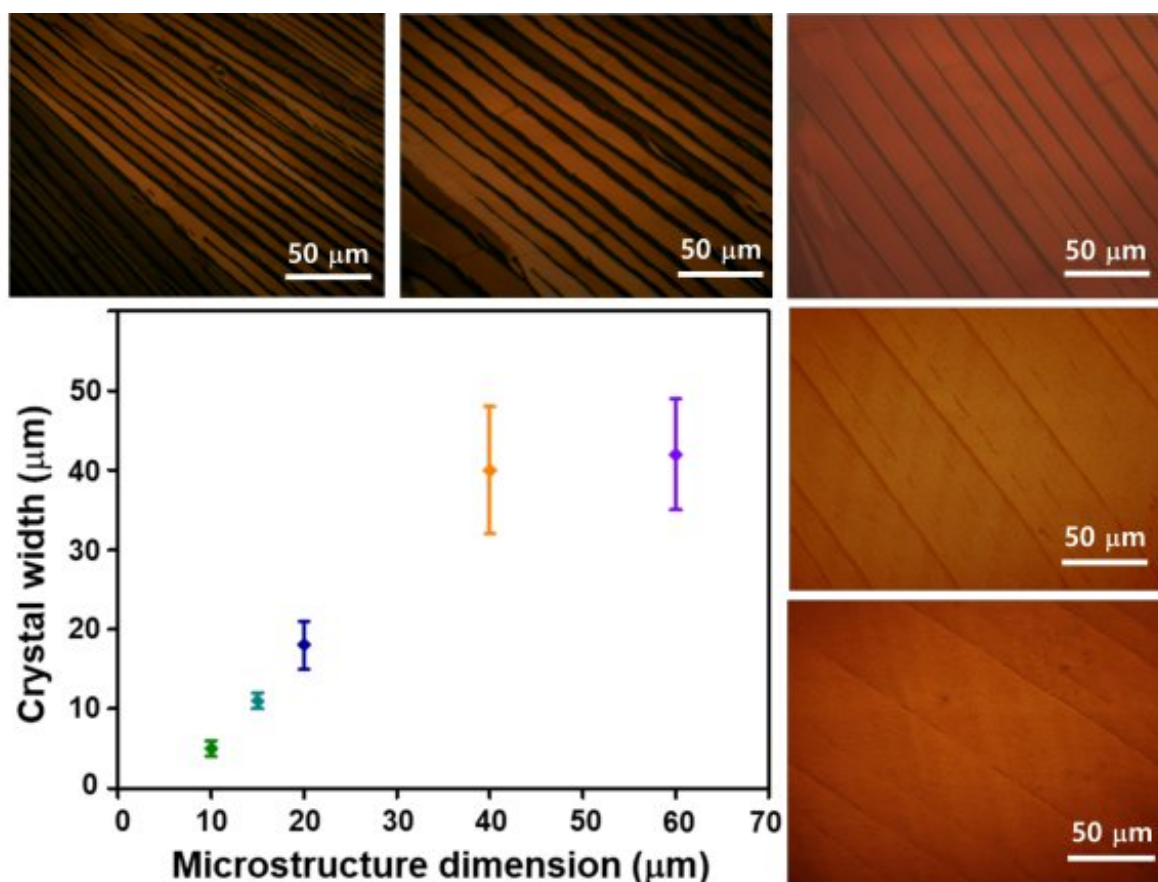 50 μm
50 μm
50 μm
Crystal width (μm)
50
40
30
20
10
0
0 10 20 30 40 50 60 70
Microstructure dimension (μm)
50 μm
50 μm